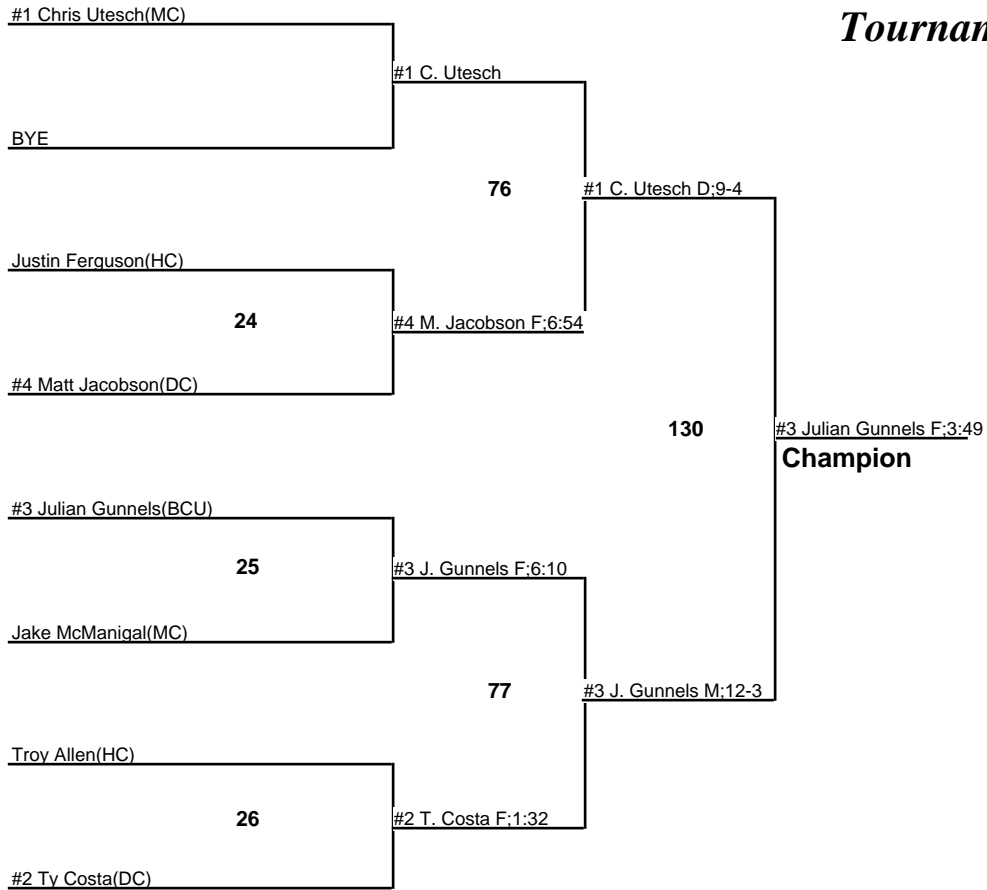 #1 Chris Utesch(MC)
#1 C. Utesch
BYE
76
#1 C. Utesch D;9-4
Justin Ferguson(HC)
24
#4 M. Jacobson F;6:54
#4 Matt Jacobson(DC)
130
#3 Julian Gunnels F;3:49
Champion
#3 Julian Gunnels(BCU)
25
#3 J. Gunnels F;6:10
Jake McManigal(MC)
77
#3 J. Gunnels M;12-3
Troy Allen(HC)
26
#2 T. Costa F;1:32
#2 Ty Costa(DC)